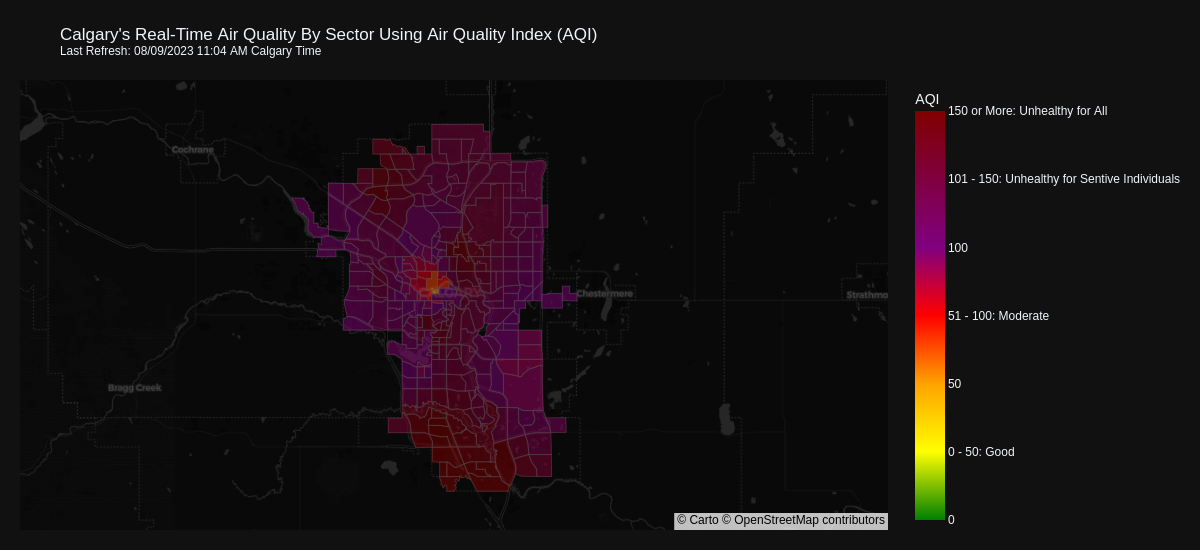 Calgary's Real-Time Air Quality By Sector Using Air Quality Index (AQI)
Last Refresh: 08/09/2023 11:04 AM Calgary Time
AQI
150 or More: Unhealthy for All
Cochrane
101 - 150: Unhealthy for Sentive Individuals
100
Chestermere
Strathmo
51 - 100: Moderate
Bragg Creek
50
0 - 50: Good
0
© Carto © OpenStreetMap contributors